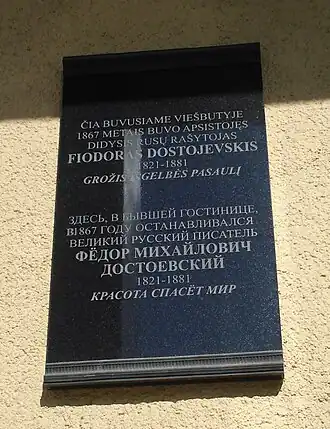 ČIA BUVUSIAME VIEŠBUTYJE
1867 METAIS BUVO APSISTOJĘS
DIDYSIS RUSŲ RAŠYTOJAS
FIODORAS DOSTOJEVSKIS
1821-1881
GROŽIS IŠGELBĖS PASAULĮ
ЗДЕСЬ, В БЫВШЕЙ ГОСТИНИЦЕ,
В1867 ГОДУ ОСТАНАВЛИВАЛСЯ
ВЕЛИКИЙ РУССКИЙ ПИСАТЕЛЬ
ФЁДОР МИХАЙЛОВИЧ
ДОСТОЕВСКИЙ
1821-1881
КРАСОТА СПАСЁТ МИР